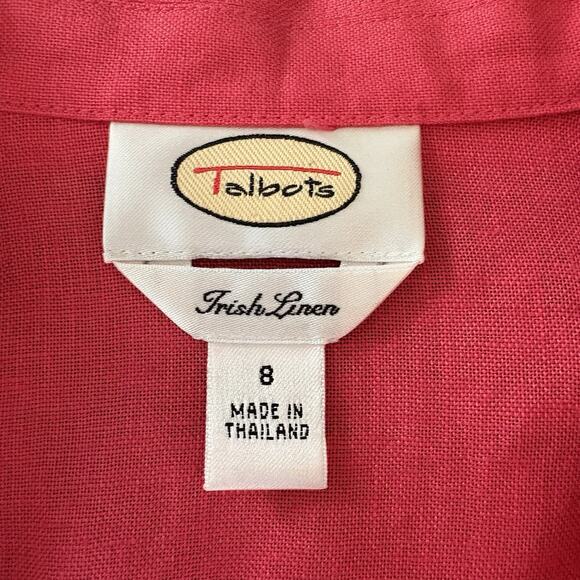 Talbots
Irish Linen
8
MADE IN
THAILAND